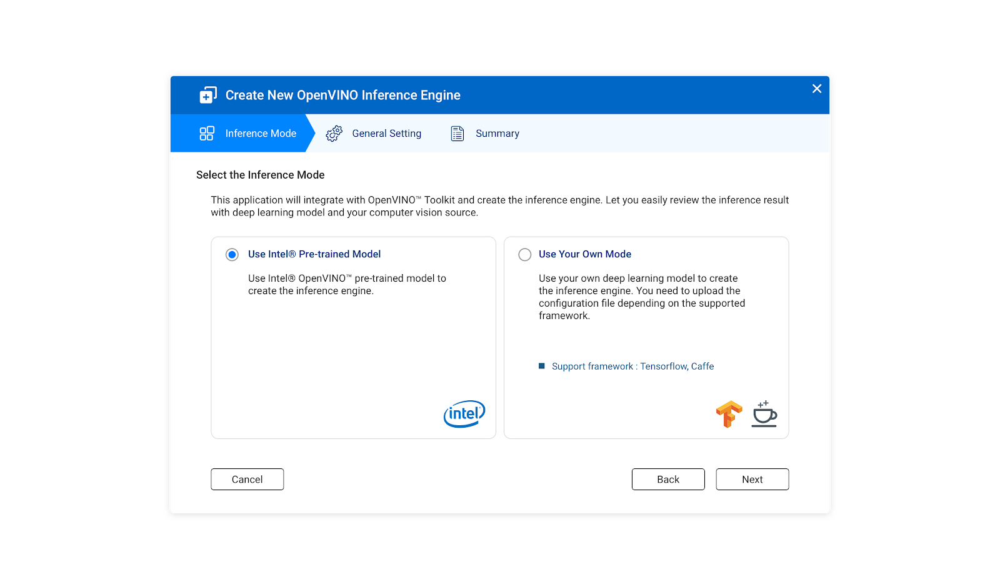 Create New OpenVINO Inference Engine
Inference Mode
General Setting
Summary
Select the Inference Mode
This application will integrate with OpenVINO™ Toolkit and create the inference engine. Let you easily review the inference result
with deep learning model and your computer vision source.
Use Intel® Pre-trained Model
Use Intel® OpenVINO™ pre-trained model to
create the inference engine.
intel
Use Your Own Mode
Use your own deep learning model to create
the inference engine. You need to upload the
configuration file depending on the supported
framework.
Support framework : Tensorflow, Caffe
Cancel
Back
Next